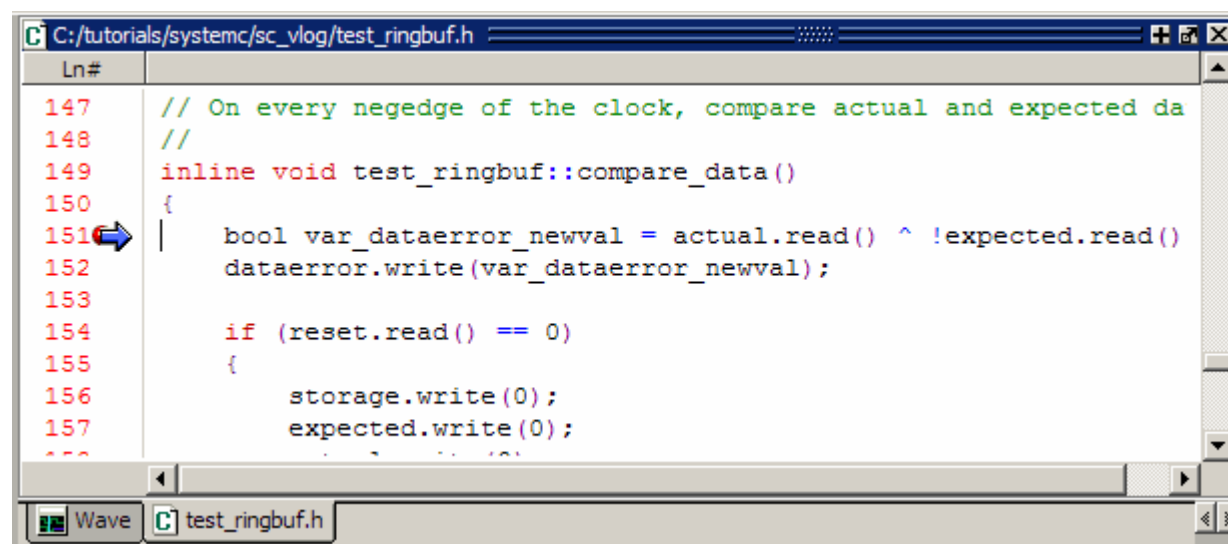 C:/tutorials/systemc/sc_vlog/test_ringbuf.h
Ln#
147 // On every negedge of the clock, compare actual and expected da
148 //
149 inline void test_ringbuf::compare_data()
150 {
151 bool var_dataerror_newval = actual.read() ^ !expected.read()
152 dataerror.write(var_dataerror_newval);
153
154 if (reset.read() == 0)
155 {
156 storage.write(0);
157 expected.write(0);
Wave test_ringbuf.h